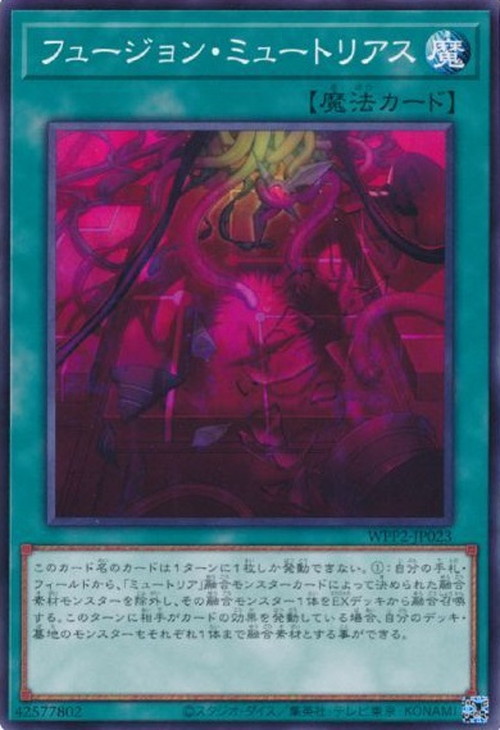 フュージョン・ミュートリアス
魔
【魔法カード】
WPP2-JP023
このカード名のカードは1ターンに1枚しか発動できない。①:自分の手札・
フィールドから、「ミュートリア」融合モンスターカードによって決められた融合
素材モンスターを除外し、その融合モンスター1体をEXデッキから融合召喚
する。このターンに相手がカードの効果を発動している場合、自分のデッキ・
墓地のモンスターをそれぞれ1体まで融合素材とする事ができる。
42577802
©スタジオ・ダイス/集英社・テレビ東京・KONAMI